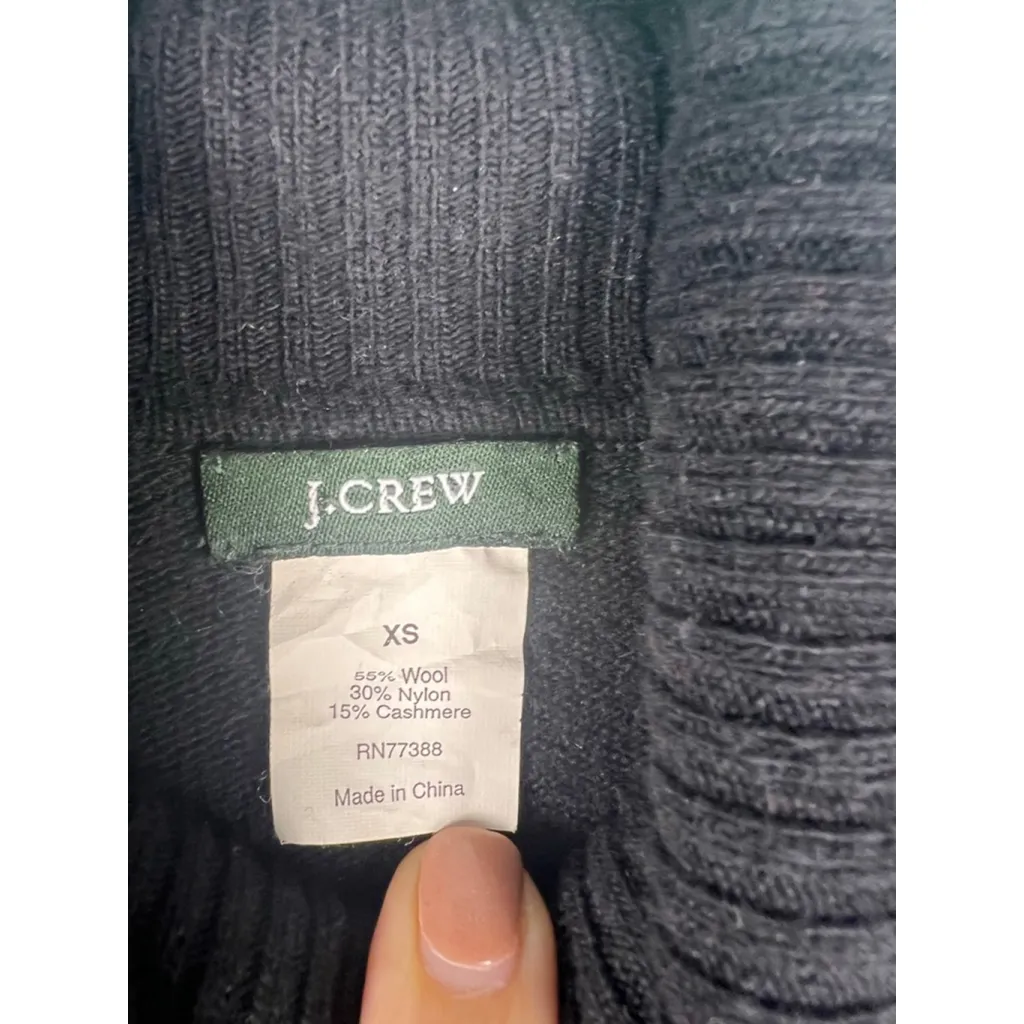 J.CREW
XS
55% Wool
30% Nylon
15% Cashmere
RN77388
Made in China